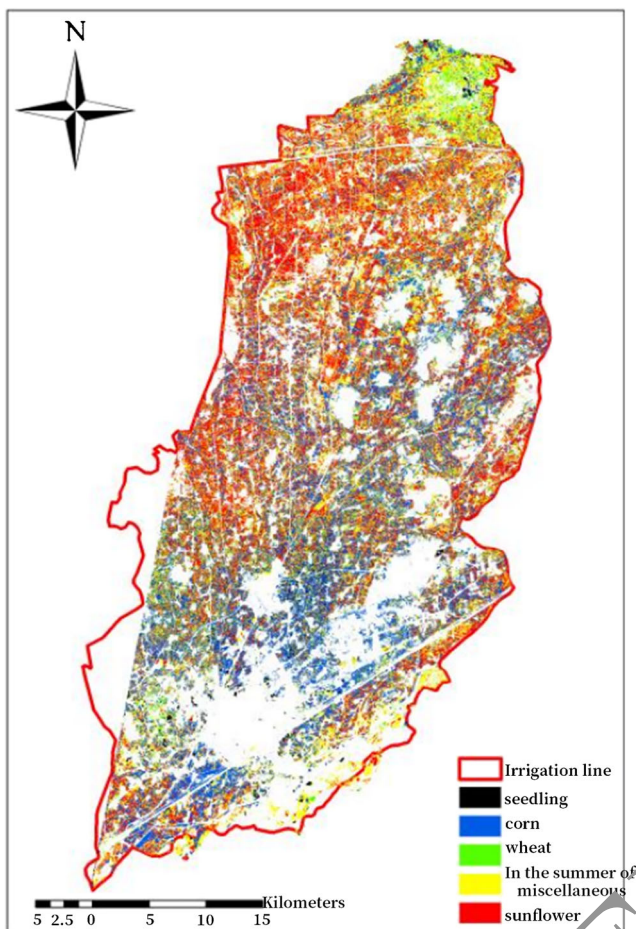 N
Irrigation line
seedling
corn
wheat
In the summer of
miscellaneous
sunflower
Kilometers
5 2.5 0 5 10 15